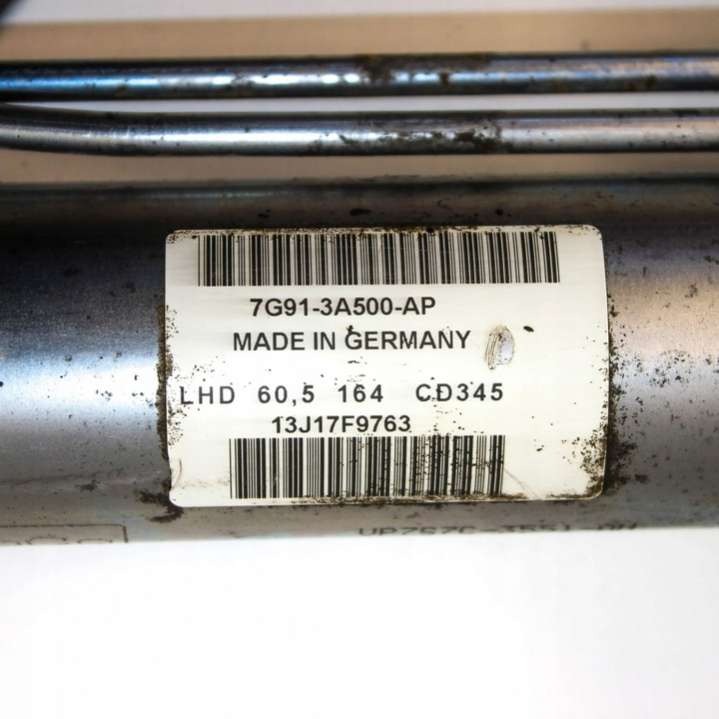 7G91-3A500-AP
MADE IN GERMANY
LHD 60,5 164 CD345
13J17F9763